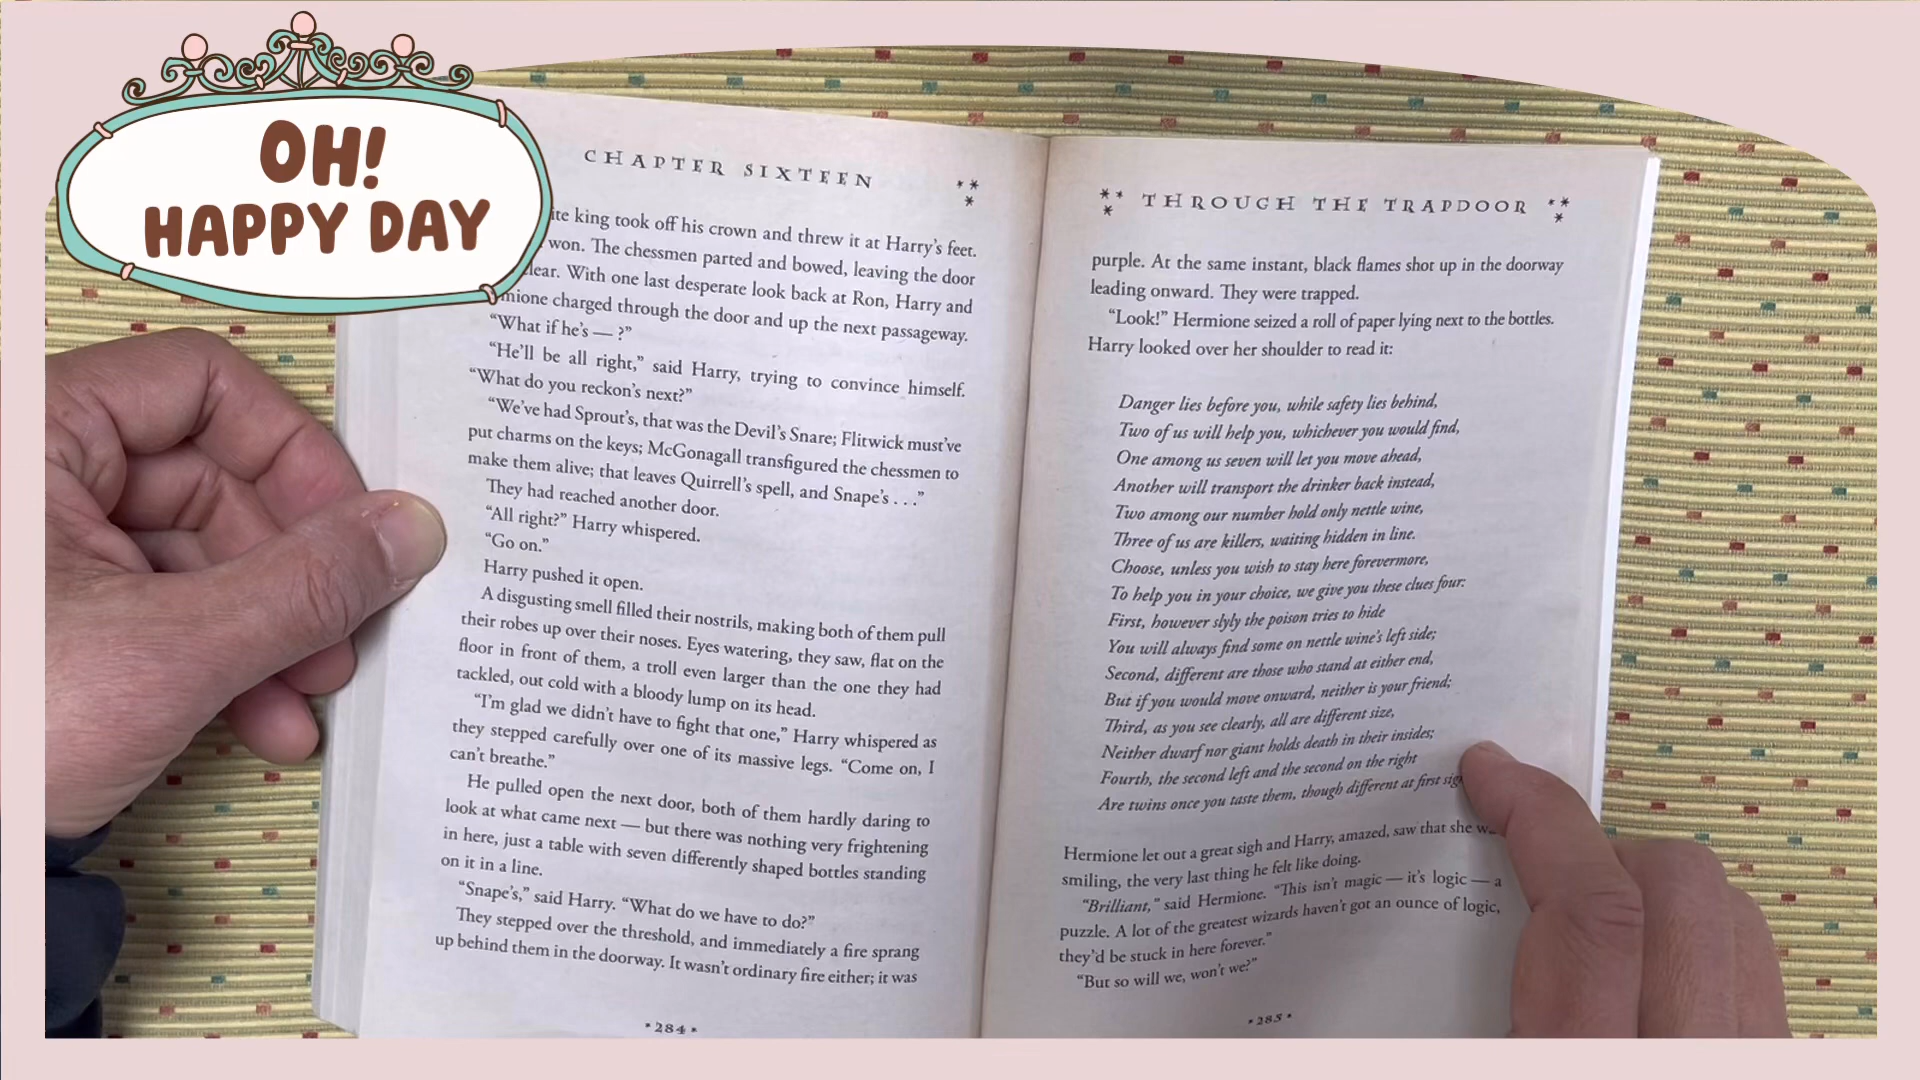 OH!
HAPPY DAY
CHAPTER SIXTEEN
king took off his crown and threw it at Harry's feet.
won. The chessmen parted and bowed, leaving the door
With one last desperate look back at Ron, Harry and
charged through the door and up the next passageway.
“What if he's — ?”
“He'll be all right,” said Harry, trying to convince himself.
“What do you reckon's next?”
“We've had Sprout's, that was the Devil's Snare; Flitwick must've
put charms on the keys; McGonagall transfigured the chessmen to
make them alive; that leaves Quirrell's spell, and Snape's . . .”
They had reached another door.
“All right?” Harry whispered.
“Go on.”
Harry pushed it open.
A disgusting smell filled their nostrils, making both of them pull
their robes up over their noses. Eyes watering, they saw, flat on the
floor in front of them, a troll even larger than the one they had
tackled, out cold with a bloody lump on its head.
“I'm glad we didn't have to fight that one,” Harry whispered as
they stepped carefully over one of its massive legs. “Come on, I
can't breathe.”
He pulled open the next door, both of them hardly daring to
look at what came next — but there was nothing very frightening
in here, just a table with seven differently shaped bottles standing
on it in a line.
“Snape's,” said Harry. “What do we have to do?”
They stepped over the threshold, and immediately a fire sprang
up behind them in the doorway. It wasn't ordinary fire either; it was
* 284 *
THROUGH THE TRAPDOOR
purple. At the same instant, black flames shot up in the doorway
leading onward. They were trapped.
“Look!” Hermione seized a roll of paper lying next to the bottles.
Harry looked over her shoulder to read it:
Danger lies before you, while safety lies behind,
Two of us will help you, whichever you would find,
One among us seven will let you move ahead,
Another will transport the drinker back instead,
Two among our number hold only nettle wine,
Three of us are killers, waiting hidden in line.
Choose, unless you wish to stay here forevermore,
To help you in your choice, we give you these clues four:
First, however slyly the poison tries to hide
You will always find some on nettle wine's left side;
Second, different are those who stand at either end,
But if you would move onward, neither is your friend;
Third, as you see clearly, all are different size,
Neither dwarf nor giant holds death in their insides;
Fourth, the second left and the second on the right
Are twins once you taste them, though different at first
Hermione let out a great sigh and Harry, amazed, saw that she
smiling, the very last thing he felt like doing.
“Brilliant,” said Hermione. “This isn't magic — it's logic — a
puzzle. A lot of the greatest wizards haven't got an ounce of logic,
they'd be stuck in here forever.”
“But so will we, won't we?”
* 285 *